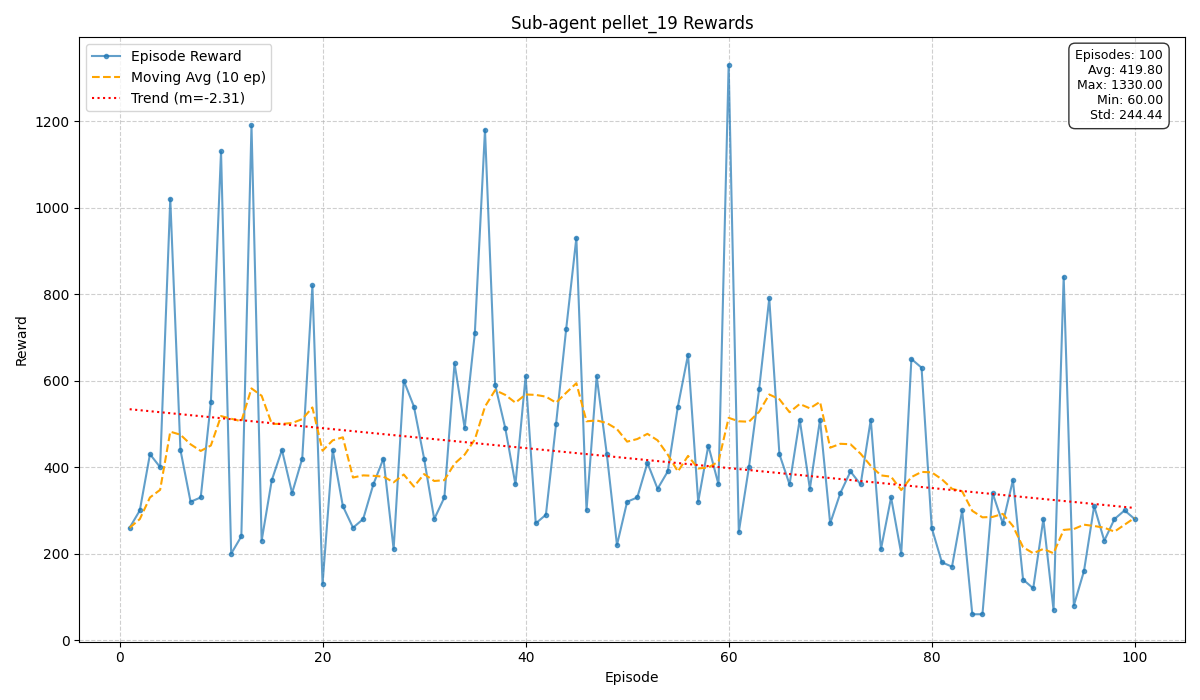 Sub-agent pellet_19 Rewards
Episode Reward
Moving Avg (10 ep)
Trend (m=-2.31)
Episodes: 100
Avg: 419.80
Max: 1330.00
Min: 60.00
Std: 244.44
Reward
1200
1000
800
600
400
200
0
0 20 40 60 80 100
Episode